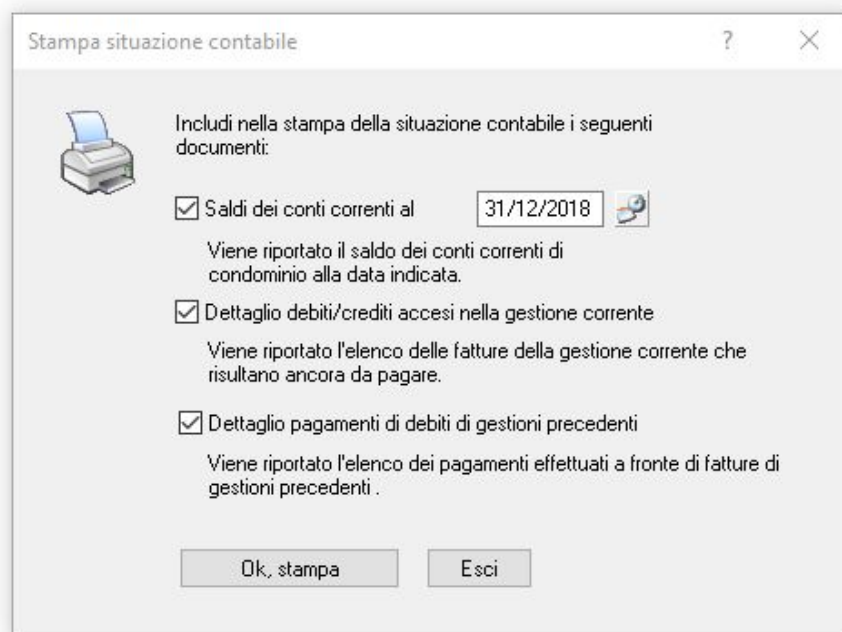 Stampa situazione contabile
?
Includi nella stampa della situazione contabile i seguenti
documenti:
Saldi dei conti correnti al 31/12/2018
Viene riportato il saldo dei conti correnti di
condominio alla data indicata.
Dettaglio debiti/crediti accesi nella gestione corrente
Viene riportato l'elenco delle fatture della gestione corrente che
risultano ancora da pagare.
Dettaglio pagamenti di debiti di gestioni precedenti
Viene riportato l'elenco dei pagamenti effettuati a fronte di fatture di
gestioni precedenti .
Ok, stampa Esci